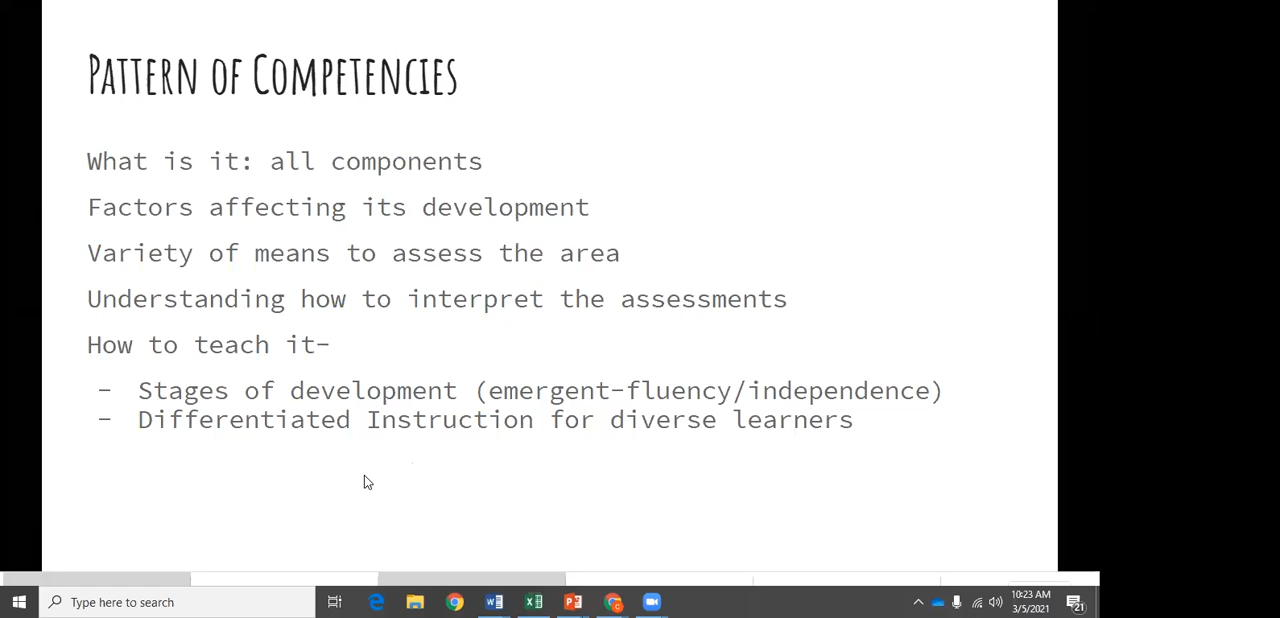 Pattern of Competencies
What is it: all components
Factors affecting its development
Variety of means to assess the area
Understanding how to interpret the assessments
How to teach it-
- Stages of development (emergent-fluency/independence)
- Differentiated Instruction for diverse learners
Type here to search
10:23 AM
3/5/2021
21